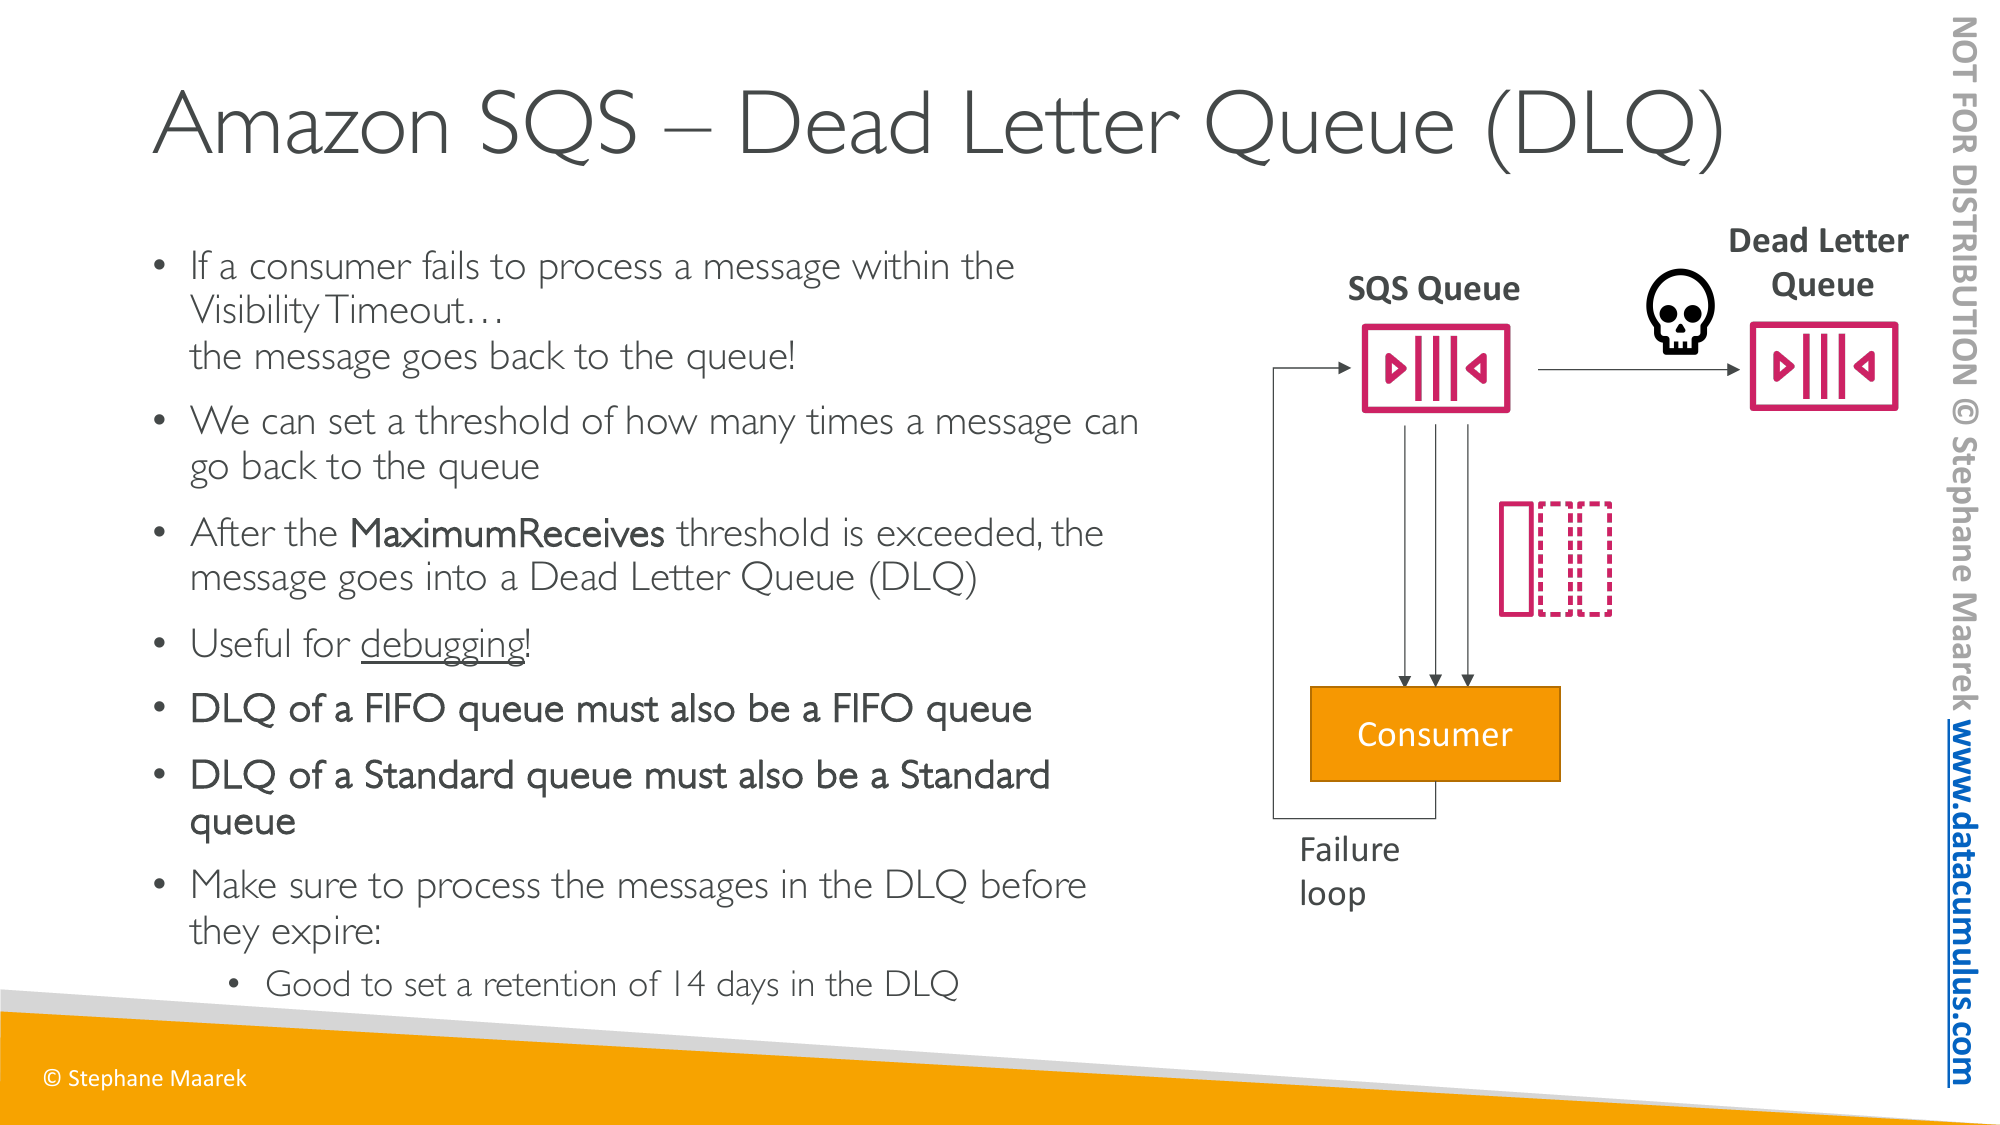 Amazon SQS – Dead Letter Queue (DLQ)
• If a consumer fails to process a message within the
Visibility Timeout…
the message goes back to the queue!
• We can set a threshold of how many times a message can
go back to the queue
• After the MaximumReceives threshold is exceeded, the
message goes into a Dead Letter Queue (DLQ)
• Useful for debugging!
• DLQ of a FIFO queue must also be a FIFO queue
• DLQ of a Standard queue must also be a Standard
queue
• Make sure to process the messages in the DLQ before
they expire:
• Good to set a retention of 14 days in the DLQ
SQS Queue
Dead Letter
Queue
Consumer
Failure
loop
© Stephane Maarek
NOT FOR DISTRIBUTION © Stephane Maarek www.datacumulus.com